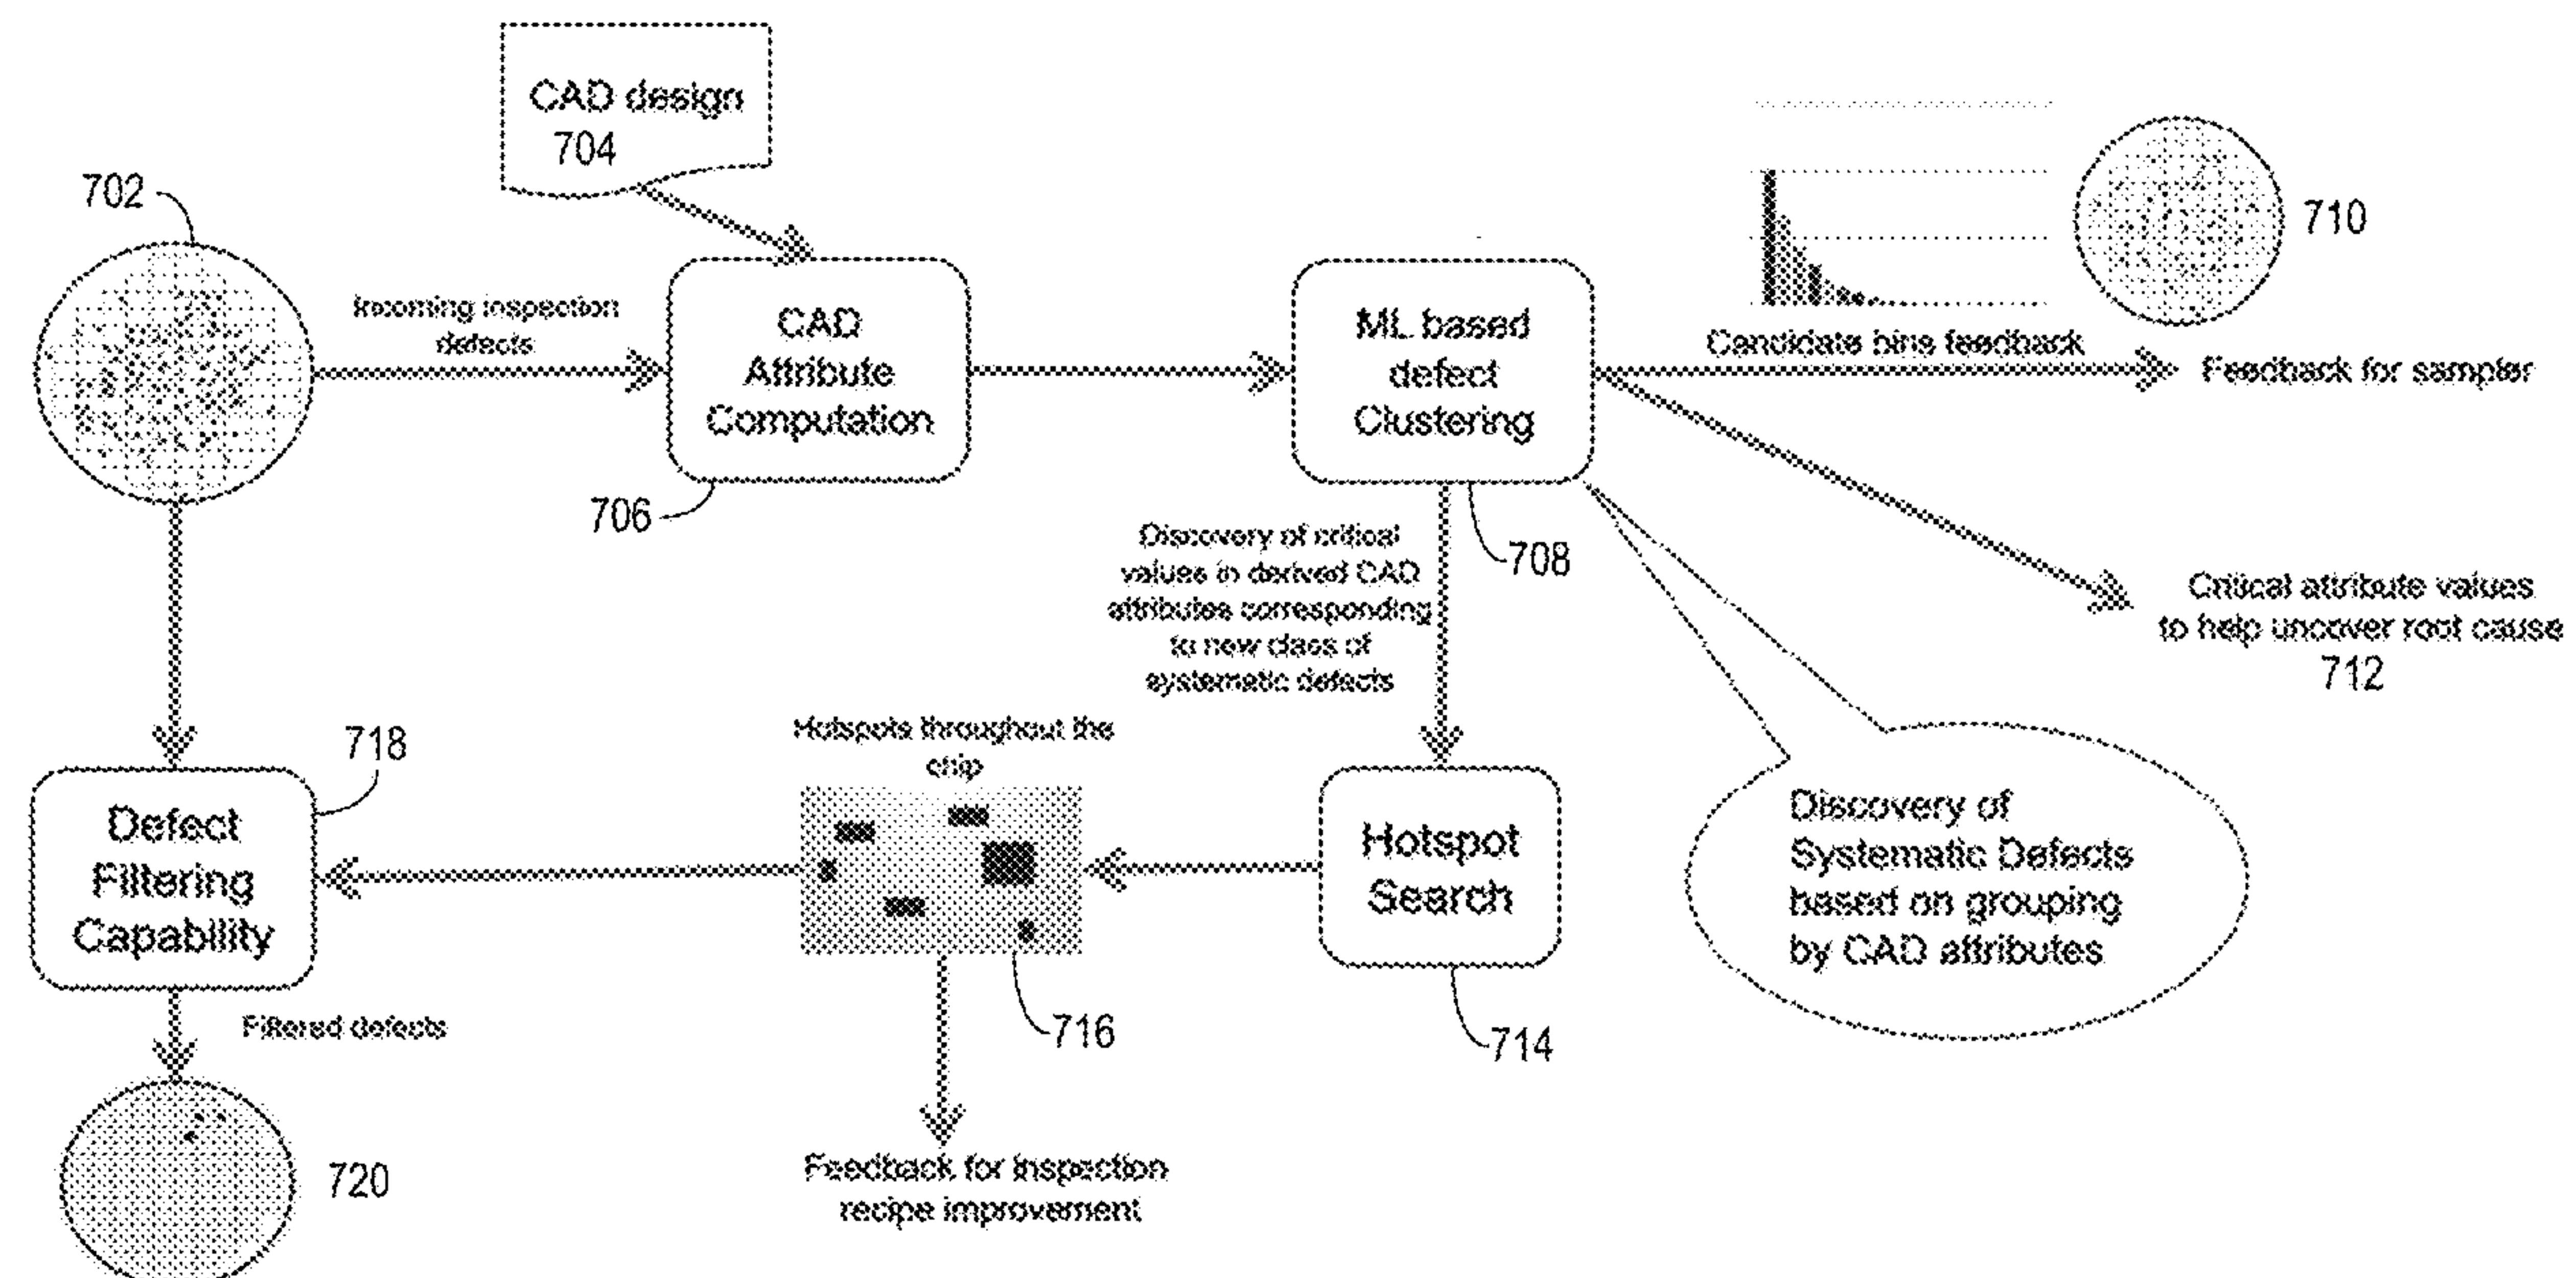 CAD design
704
702
Incoming inspection
defects
CAD
Attribute
Computation
706
ML based
defect
Clustering
708
710
Candidate bins feedback
Feedback for sampler
Critical attribute values
to help uncover root cause
712
Discovery of critical
values in derived CAD
attributes corresponding
to new class of
systematic defects
Discovery of
Systematic Defects
based on grouping
by CAD attributes
Hotspot
Search
714
Hotspots throughout the
chip
716
Feedback for inspection
recipe improvement
718
Defect
Filtering
Capability
Filtered defects
720